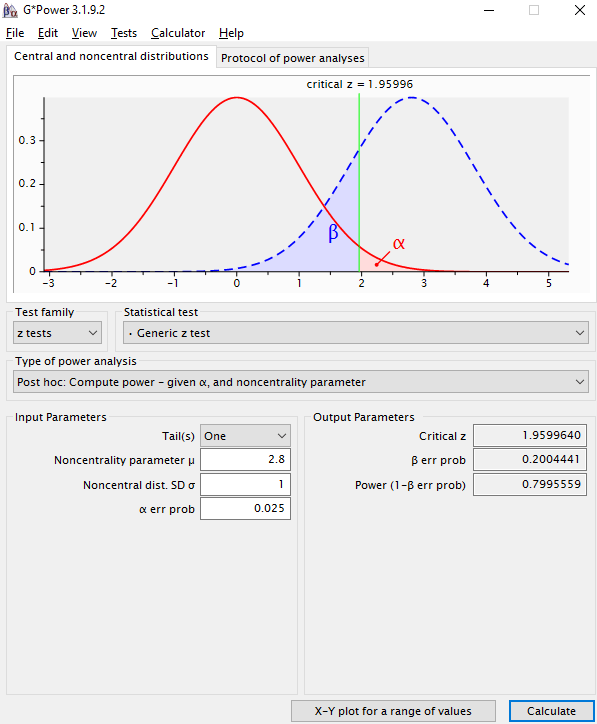 G*Power 3.1.9.2
File Edit View Tests Calculator Help
Central and noncentral distributions Protocol of power analyses
critical z = 1.95996
0.3
0.2
0.1
0
β
α
-3 -2 -1 0 1 2 3 4 5
Test family Statistical test
z tests Generic z test
Type of power analysis
Post hoc: Compute power - given α, and noncentrality parameter
Input Parameters Output Parameters
Tail(s) One Critical z 1.9599640
Noncentrality parameter μ 2.8 β err prob 0.2004441
Noncentral dist. SD σ 1 Power (1-β err prob) 0.7995559
α err prob 0.025
X-Y plot for a range of values Calculate